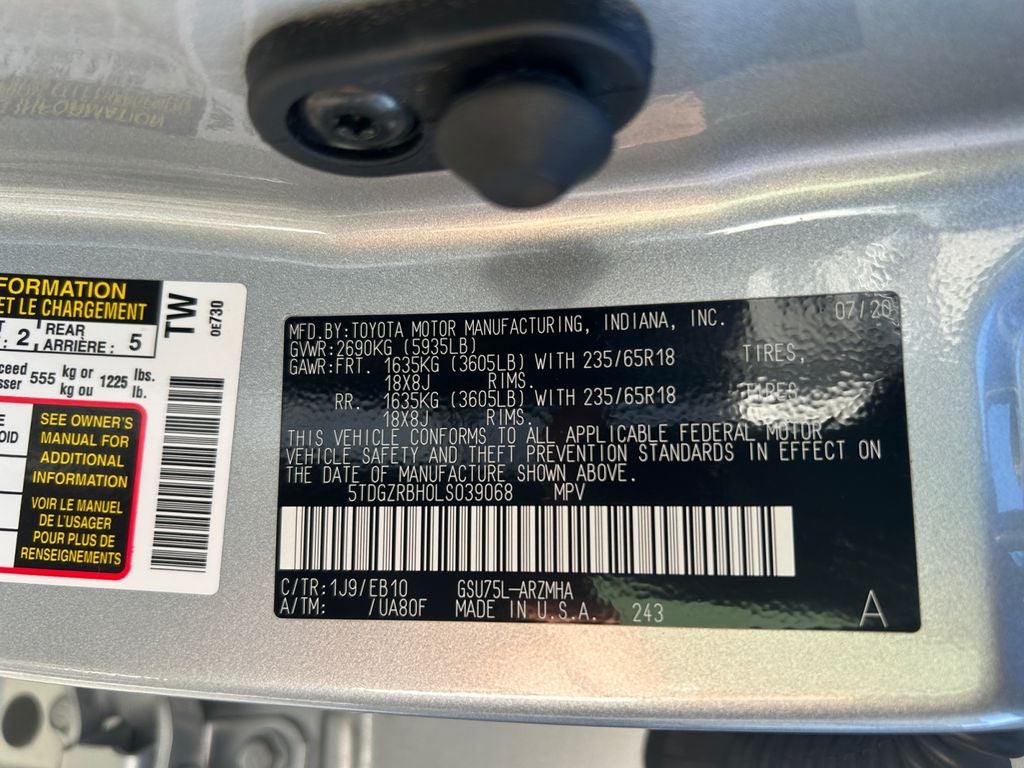 FORMATION
ET LE CHARGEMENT
2 REAR 5
ARRIÈRE:
555 kg or 1225 lbs.
kg ou lb.
SEE OWNER'S
MANUAL FOR
ADDITIONAL
INFORMATION
VOIR LE MANUEL
DE L'USAGER
POUR PLUS DE
RENSEIGNEMENTS
TW
0E730
MFD.BY:TOYOTA MOTOR MANUFACTURING, INDIANA, INC. 07/20
GVWR:2690KG (5935LB)
GAWR:FRT. 1635KG (3605LB) WITH 235/65R18 TIRES,
18X8J RIMS.
RR. 1635KG (3605LB) WITH 235/65R18 TIRES,
18X8J RIMS.
THIS VEHICLE CONFORMS TO ALL APPLICABLE FEDERAL MOTOR
VEHICLE SAFETY AND THEFT PREVENTION STANDARDS IN EFFECT ON
THE DATE OF MANUFACTURE SHOWN ABOVE.
5TDGZRBH0LS039068 MPV
C/TR:1J9/EB10 GSU75L-ARZMHA
A/TM: /UA80F MADE IN U.S.A. 243 A